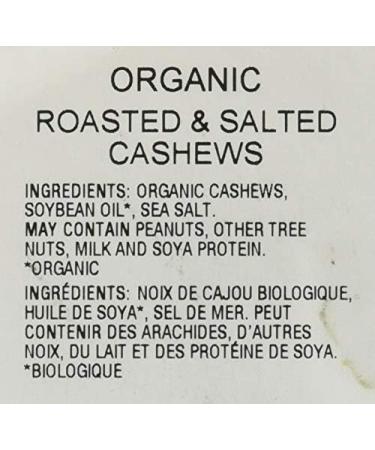 ORGANIC
ROASTED & SALTED
CASHEWS
INGREDIENTS: ORGANIC CASHEWS,
SOYBEAN OIL*, SEA SALT.
MAY CONTAIN PEANUTS, OTHER TREE
NUTS, MILK AND SOYA PROTEIN.
*ORGANIC
INGRÉDIENTS: NOIX DE CAJOU BIOLOGIQUE,
HUILE DE SOYA*, SEL DE MER. PEUT
CONTENIR DES ARACHIDES, D'AUTRES
NOIX, DU LAIT ET DES PROTÉINE DE SOYA.
*BIOLOGIQUE